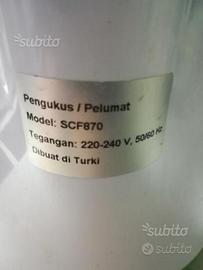 subito
Pengukus / Pelumat
Model: SCF870
Tegangan: 220-240 V, 50/60 Hz
Dibuat di Turki
subito
subito